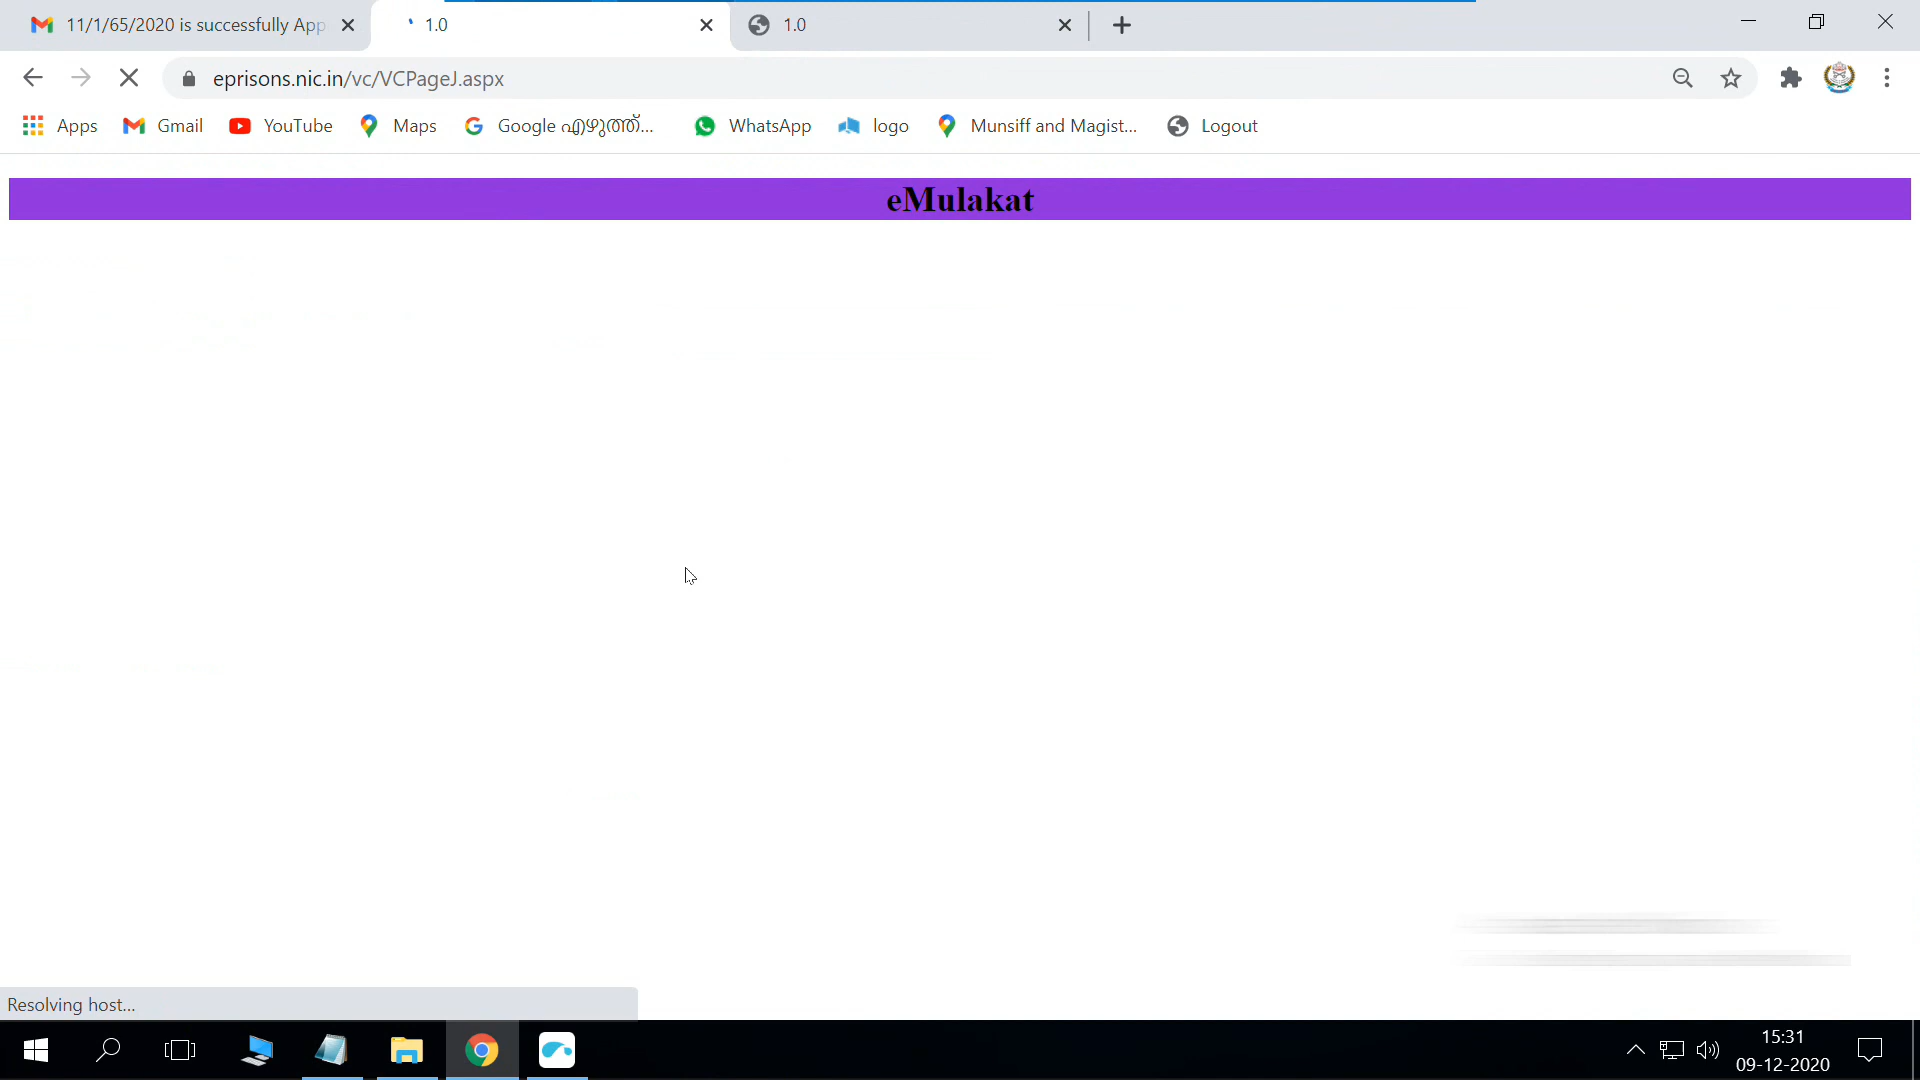 11/1/65/2020 is successfully App
1.0
1.0
eprisons.nic.in/vc/VCPageJ.aspx
Apps
Gmail
YouTube
Maps
Google എഴുത്ത്...
WhatsApp
logo
Munsiff and Magist...
Logout
eMulakat
Resolving host...
15:31
09-12-2020